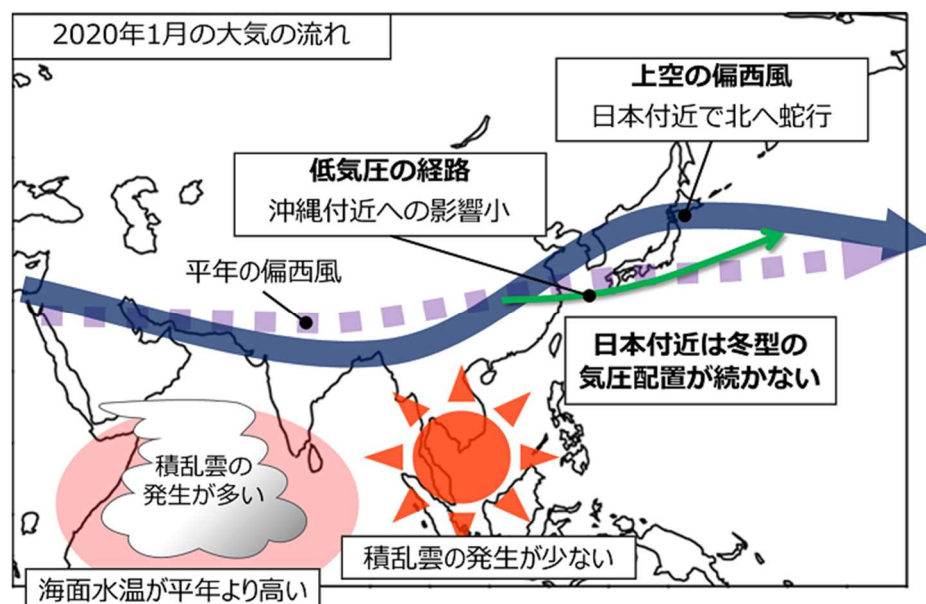 2020年1月の大気の流れ
上空の偏西風
日本付近で北へ蛇行
低気圧の経路
沖縄付近への影響小
平年の偏西風
日本付近は冬型の
気圧配置が続かない
積乱雲の
発生が多い
積乱雲の発生が少ない
海面水温が平年より高い